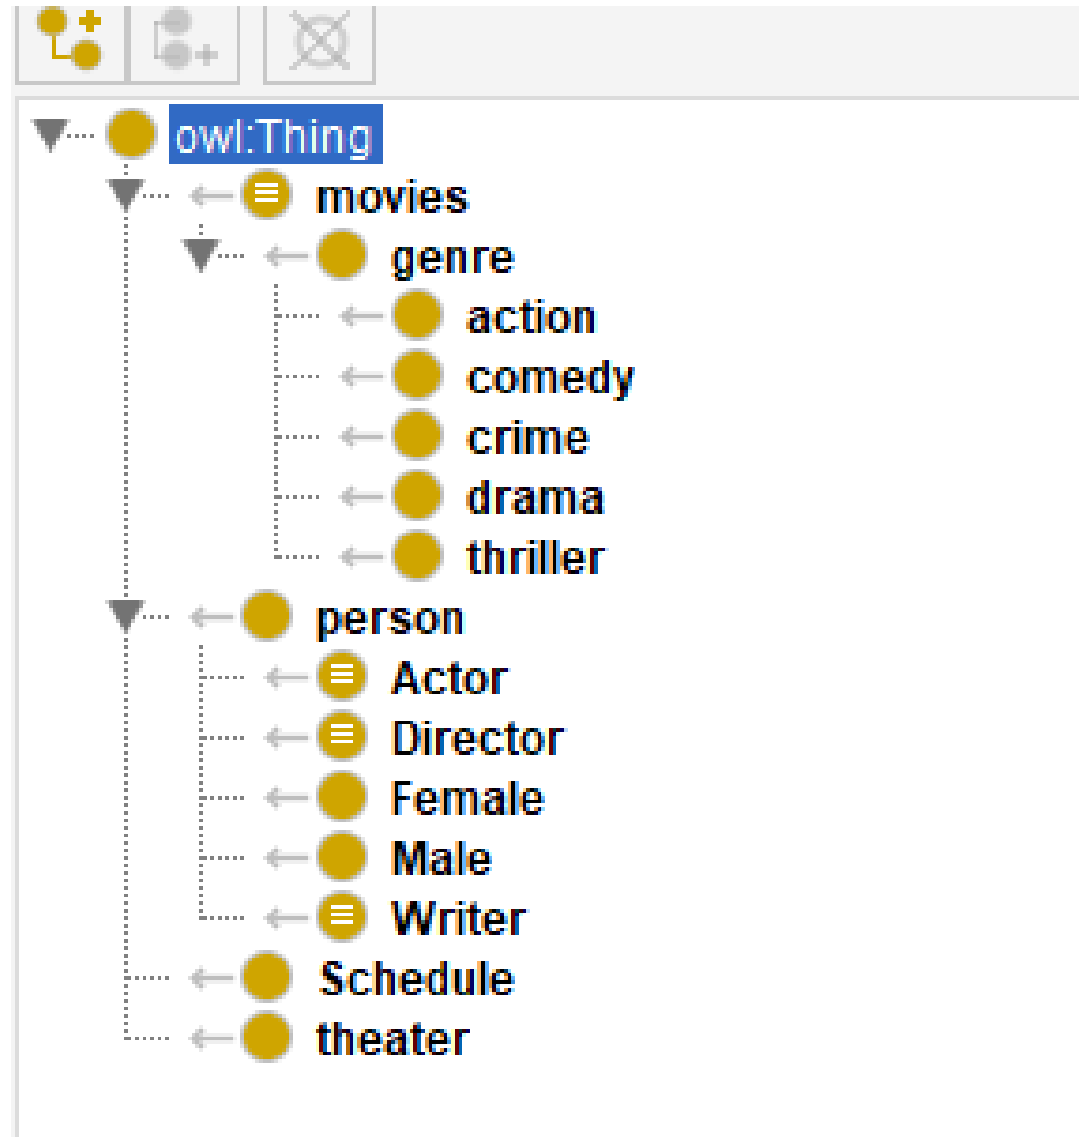 owl:Thing
movies
genre
action
comedy
crime
drama
thriller
person
Actor
Director
Female
Male
Writer
Schedule
theater